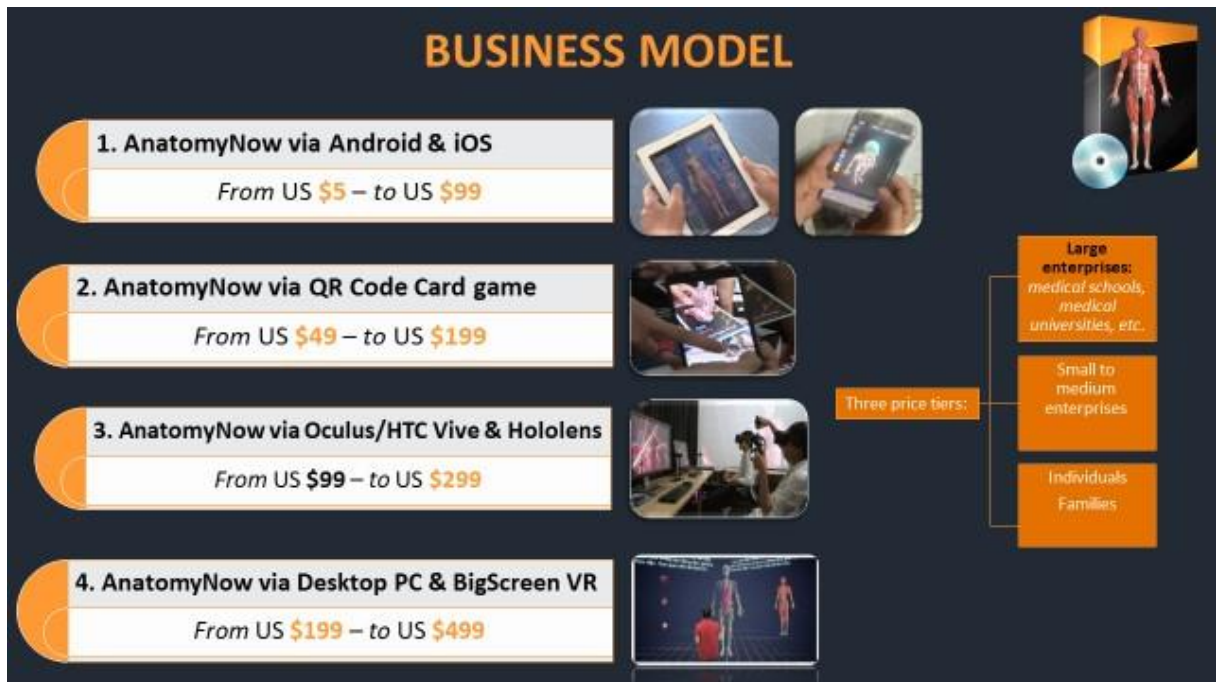 BUSINESS MODEL
1. AnatomyNow via Android & iOS
From US $5 – to US $99
2. AnatomyNow via QR Code Card game
From US $49 – to US $199
3. AnatomyNow via Oculus/HTC Vive & Hololens
From US $99 – to US $299
4. AnatomyNow via Desktop PC & BigScreen VR
From US $199 – to US $499
Three price tiers:
Large
enterprises:
medical schools,
medical
universities, etc.
Small to
medium
enterprises
Individuals
Families